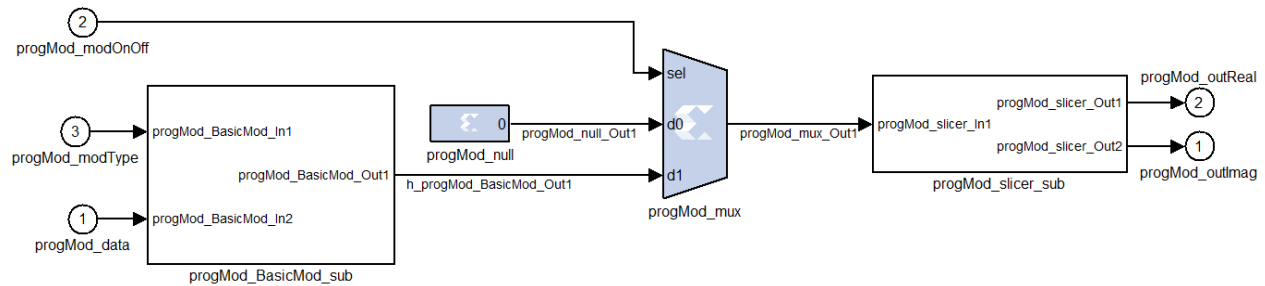 2
progMod_modOnOff
3
progMod_modType
1
progMod_data
progMod_BasicMod_In1
progMod_BasicMod_Out1
progMod_BasicMod_In2
progMod_BasicMod_sub
h_progMod_BasicMod_Out1
0
progMod_null
progMod_null_Out1
sel
d0
d1
progMod_mux
progMod_mux_Out1
progMod_slicer_In1
progMod_slicer_Out1
progMod_slicer_Out2
progMod_slicer_sub
progMod_outReal
2
1
progMod_outImag